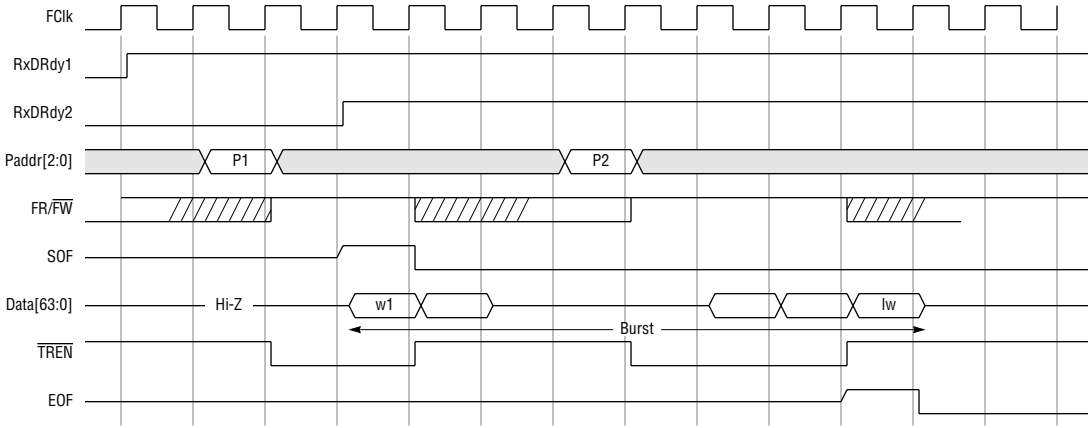 FClk
RxDRdy1
RxDRdy2
Paddr[2:0] P1 P2
FR/FW
SOF
Data[63:0] Hi-Z w1 lw
Burst
TREN
EOF